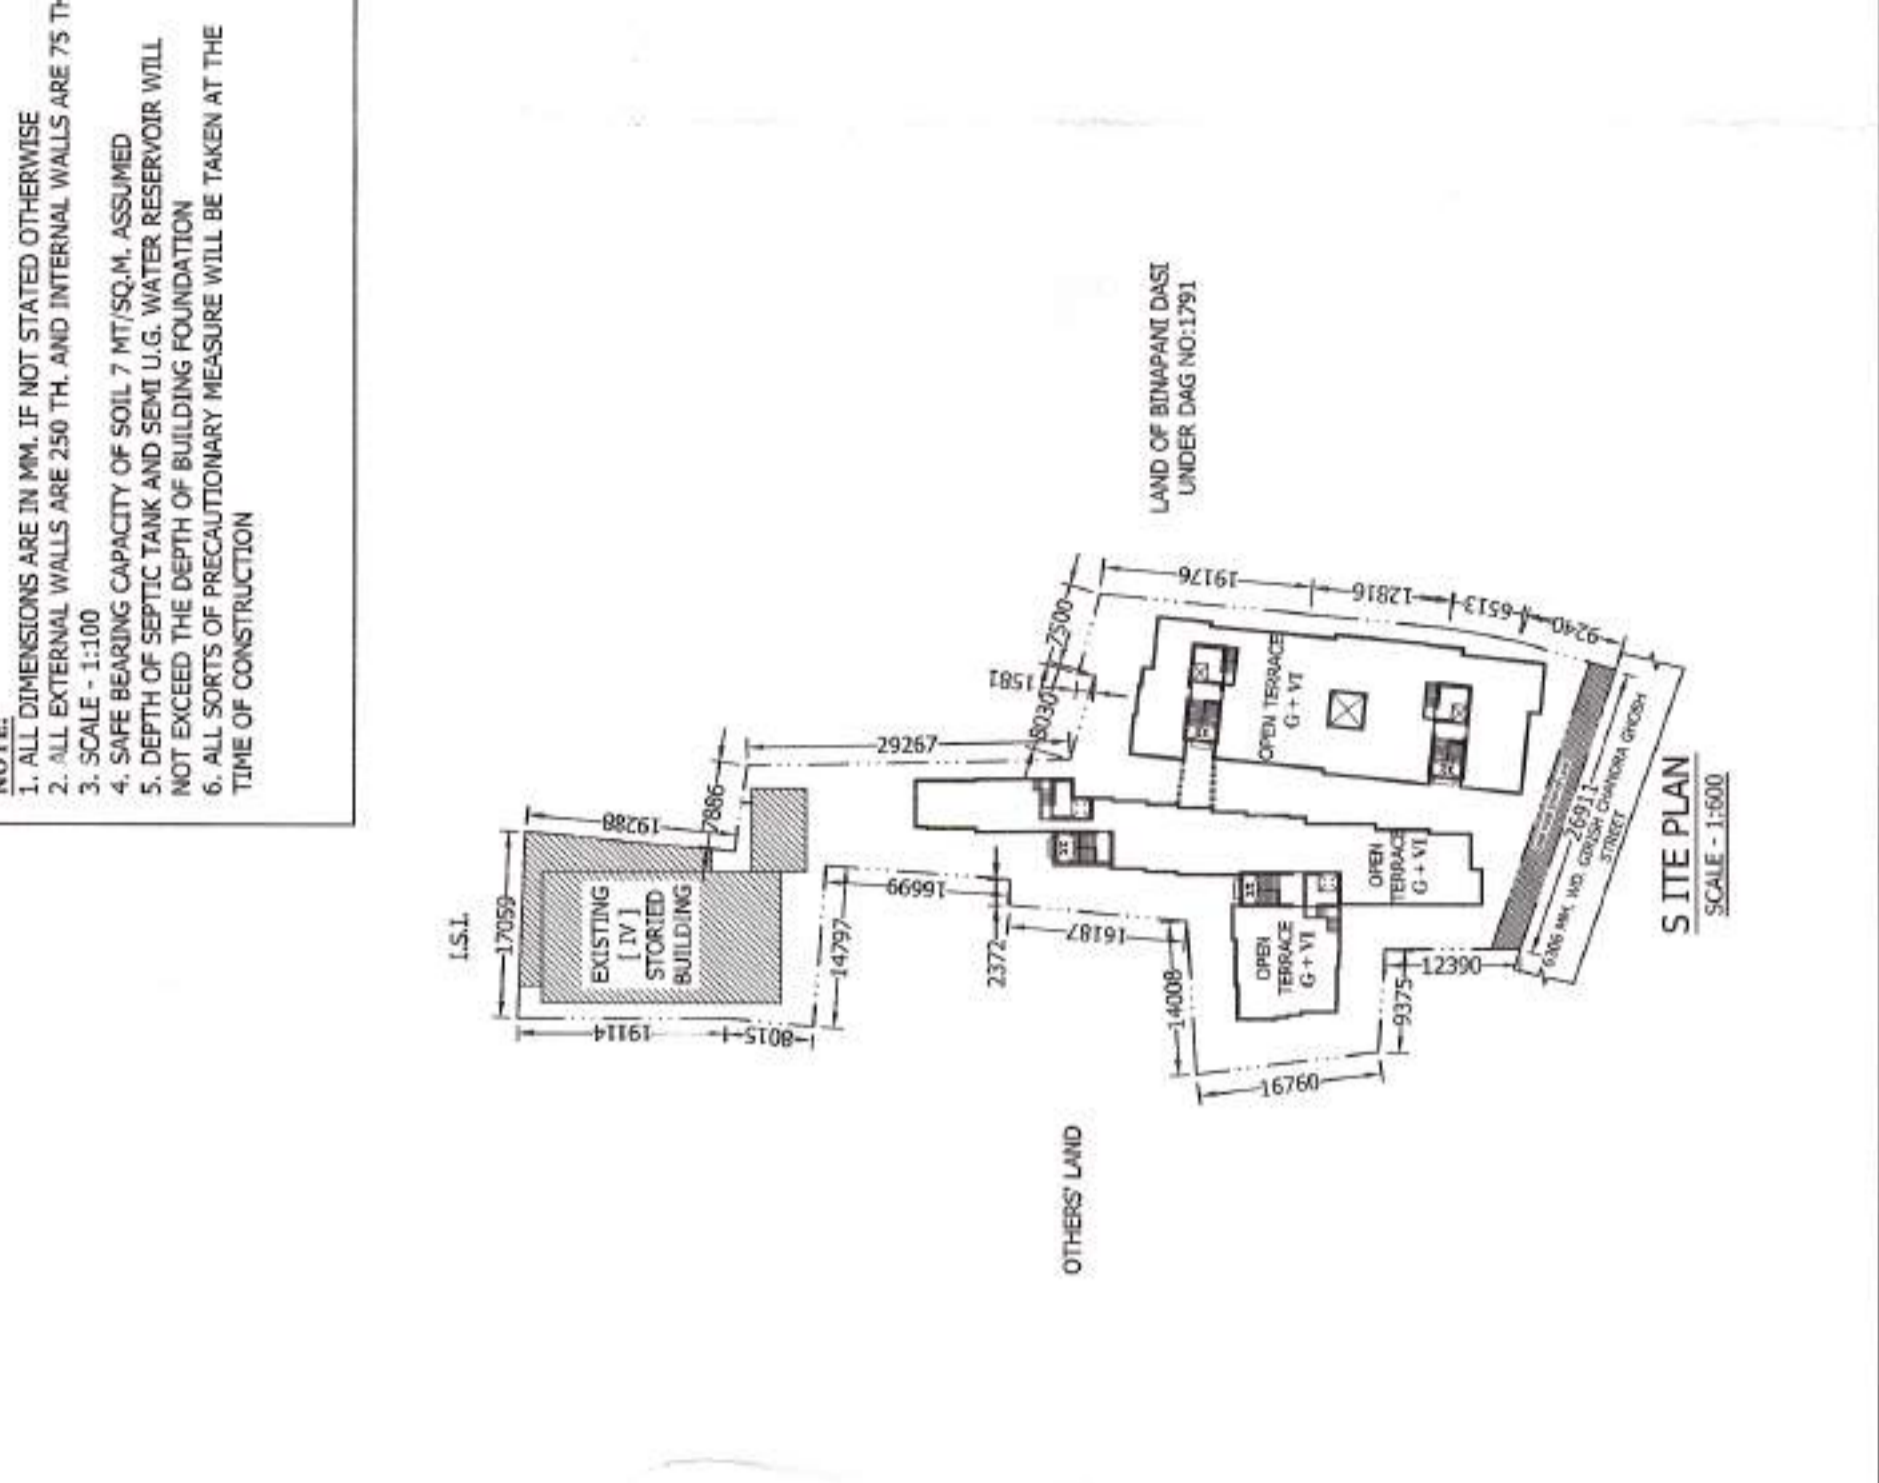 NOTE:
1. ALL DIMENSIONS ARE IN MM. IF NOT STATED OTHERWISE
2. ALL EXTERNAL WALLS ARE 250 TH. AND INTERNAL WALLS ARE 75 TH
3. SCALE - 1:100
4. SAFE BEARING CAPACITY OF SOIL 7 MT/SQ.M. ASSUMED
5. DEPTH OF SEPTIC TANK AND SEMI U.G. WATER RESERVOIR WILL
NOT EXCEED THE DEPTH OF BUILDING FOUNDATION
6. ALL SORTS OF PRECAUTIONARY MEASURE WILL BE TAKEN AT THE
TIME OF CONSTRUCTION
I.S.I.
17059
19288
7886
EXISTING
[ IV ]
STORIED
BUILDING
19114
8015
14797
16699
2372
16187
29267
8030
1581
7500
LAND OF BINAPANI DASI
UNDER DAG NO:1791
19176
12816
6513
9240
OPEN TERRACE
G + VI
OPEN
TERRACE
G + VI
OPEN
TERRACE
G + VI
14008
16760
9375
12390
OTHERS' LAND
26911
6306 MM. WD. GIRISH CHANDRA GHOSH
STREET
SITE PLAN
SCALE - 1:600